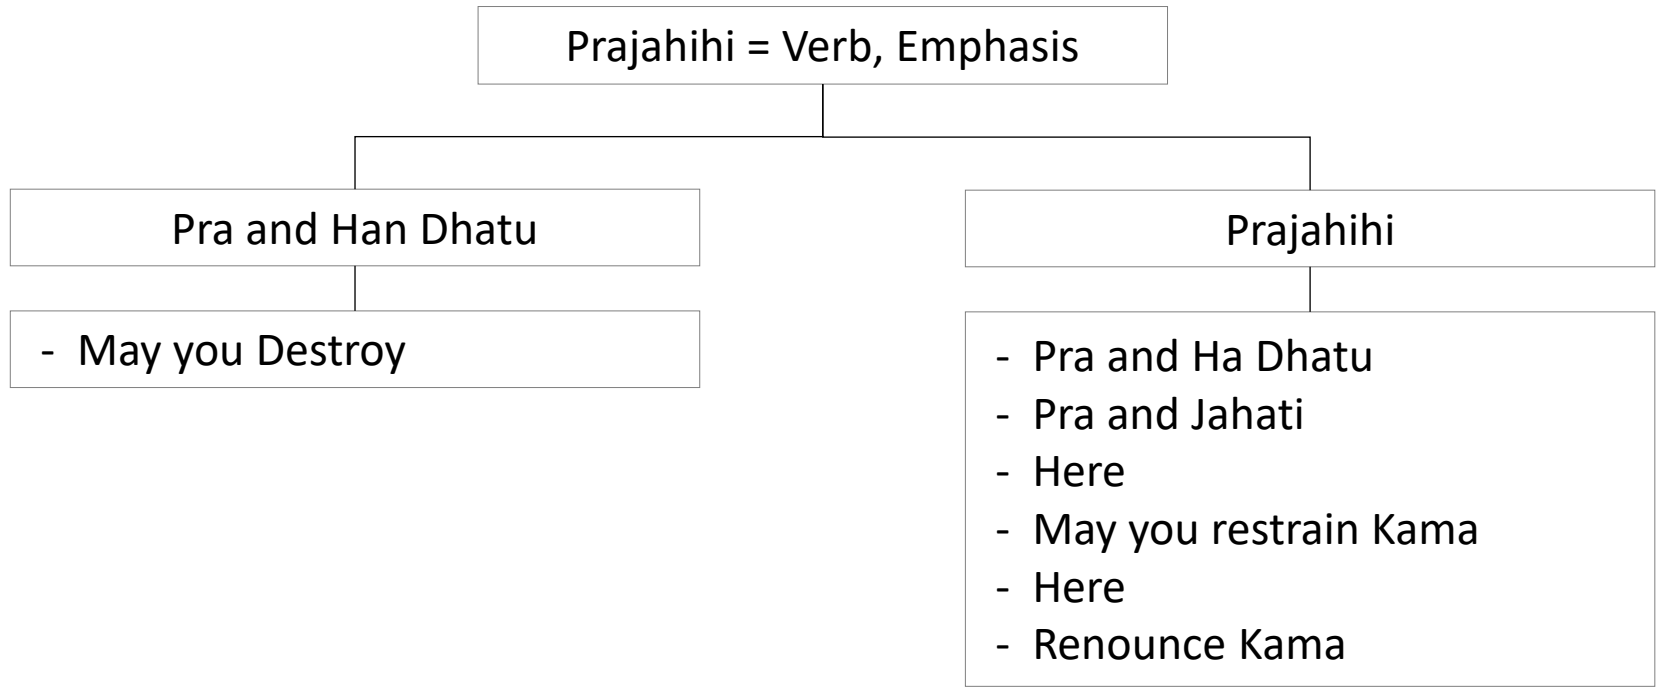 Prajahihi = Verb, Emphasis
Pra and Han Dhatu
- May you Destroy
Prajahihi
- Pra and Ha Dhatu
- Pra and Jahati
- Here
- May you restrain Kama
- Here
- Renounce Kama